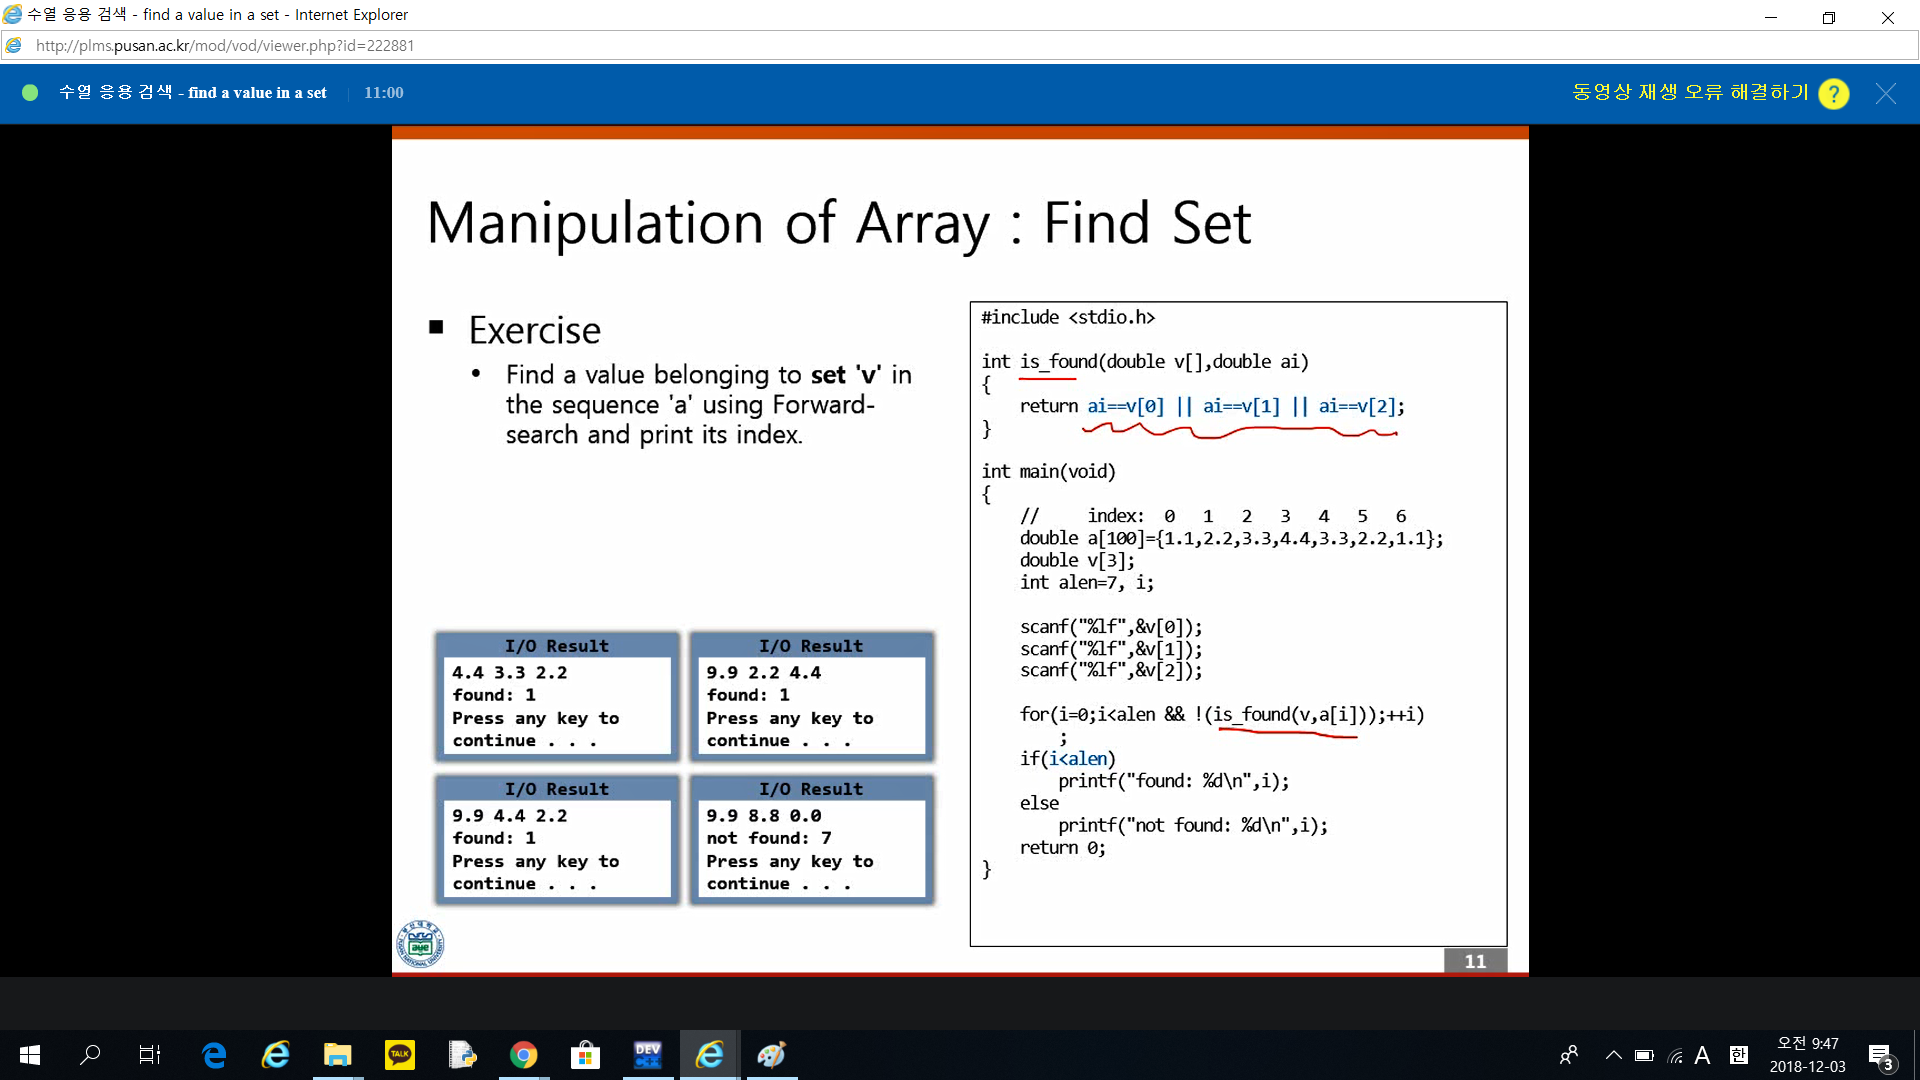 수열 응용 검색 - find a value in a set - Internet Explorer
http://plms.pusan.ac.kr/mod/vod/viewer.php?id=222881
수열 응용 검색 - find a value in a set | 11:00
동영상 재생 오류 해결하기 ?
Manipulation of Array : Find Set
■ Exercise
• Find a value belonging to set 'v' in
the sequence 'a' using Forward-
search and print its index.
I/O Result
4.4 3.3 2.2
found: 1
Press any key to
continue . . .
I/O Result
9.9 2.2 4.4
found: 1
Press any key to
continue . . .
I/O Result
9.9 4.4 2.2
found: 1
Press any key to
continue . . .
I/O Result
9.9 8.8 0.0
not found: 7
Press any key to
continue . . .
#include <stdio.h>
int is_found(double v[],double ai)
{
return ai==v[0] || ai==v[1] || ai==v[2];
}
int main(void)
{
// index: 0 1 2 3 4 5 6
double a[100]={1.1,2.2,3.3,4.4,3.3,2.2,1.1};
double v[3];
int alen=7, i;
scanf("%lf",&v[0]);
scanf("%lf",&v[1]);
scanf("%lf",&v[2]);
for(i=0;i<alen && !(is_found(v,a[i]));++i)
;
if(i<alen)
printf("found: %d\n",i);
else
printf("not found: %d\n",i);
return 0;
}
11
TALK
DEV
A
한
오전 9:47
2018-12-03
3